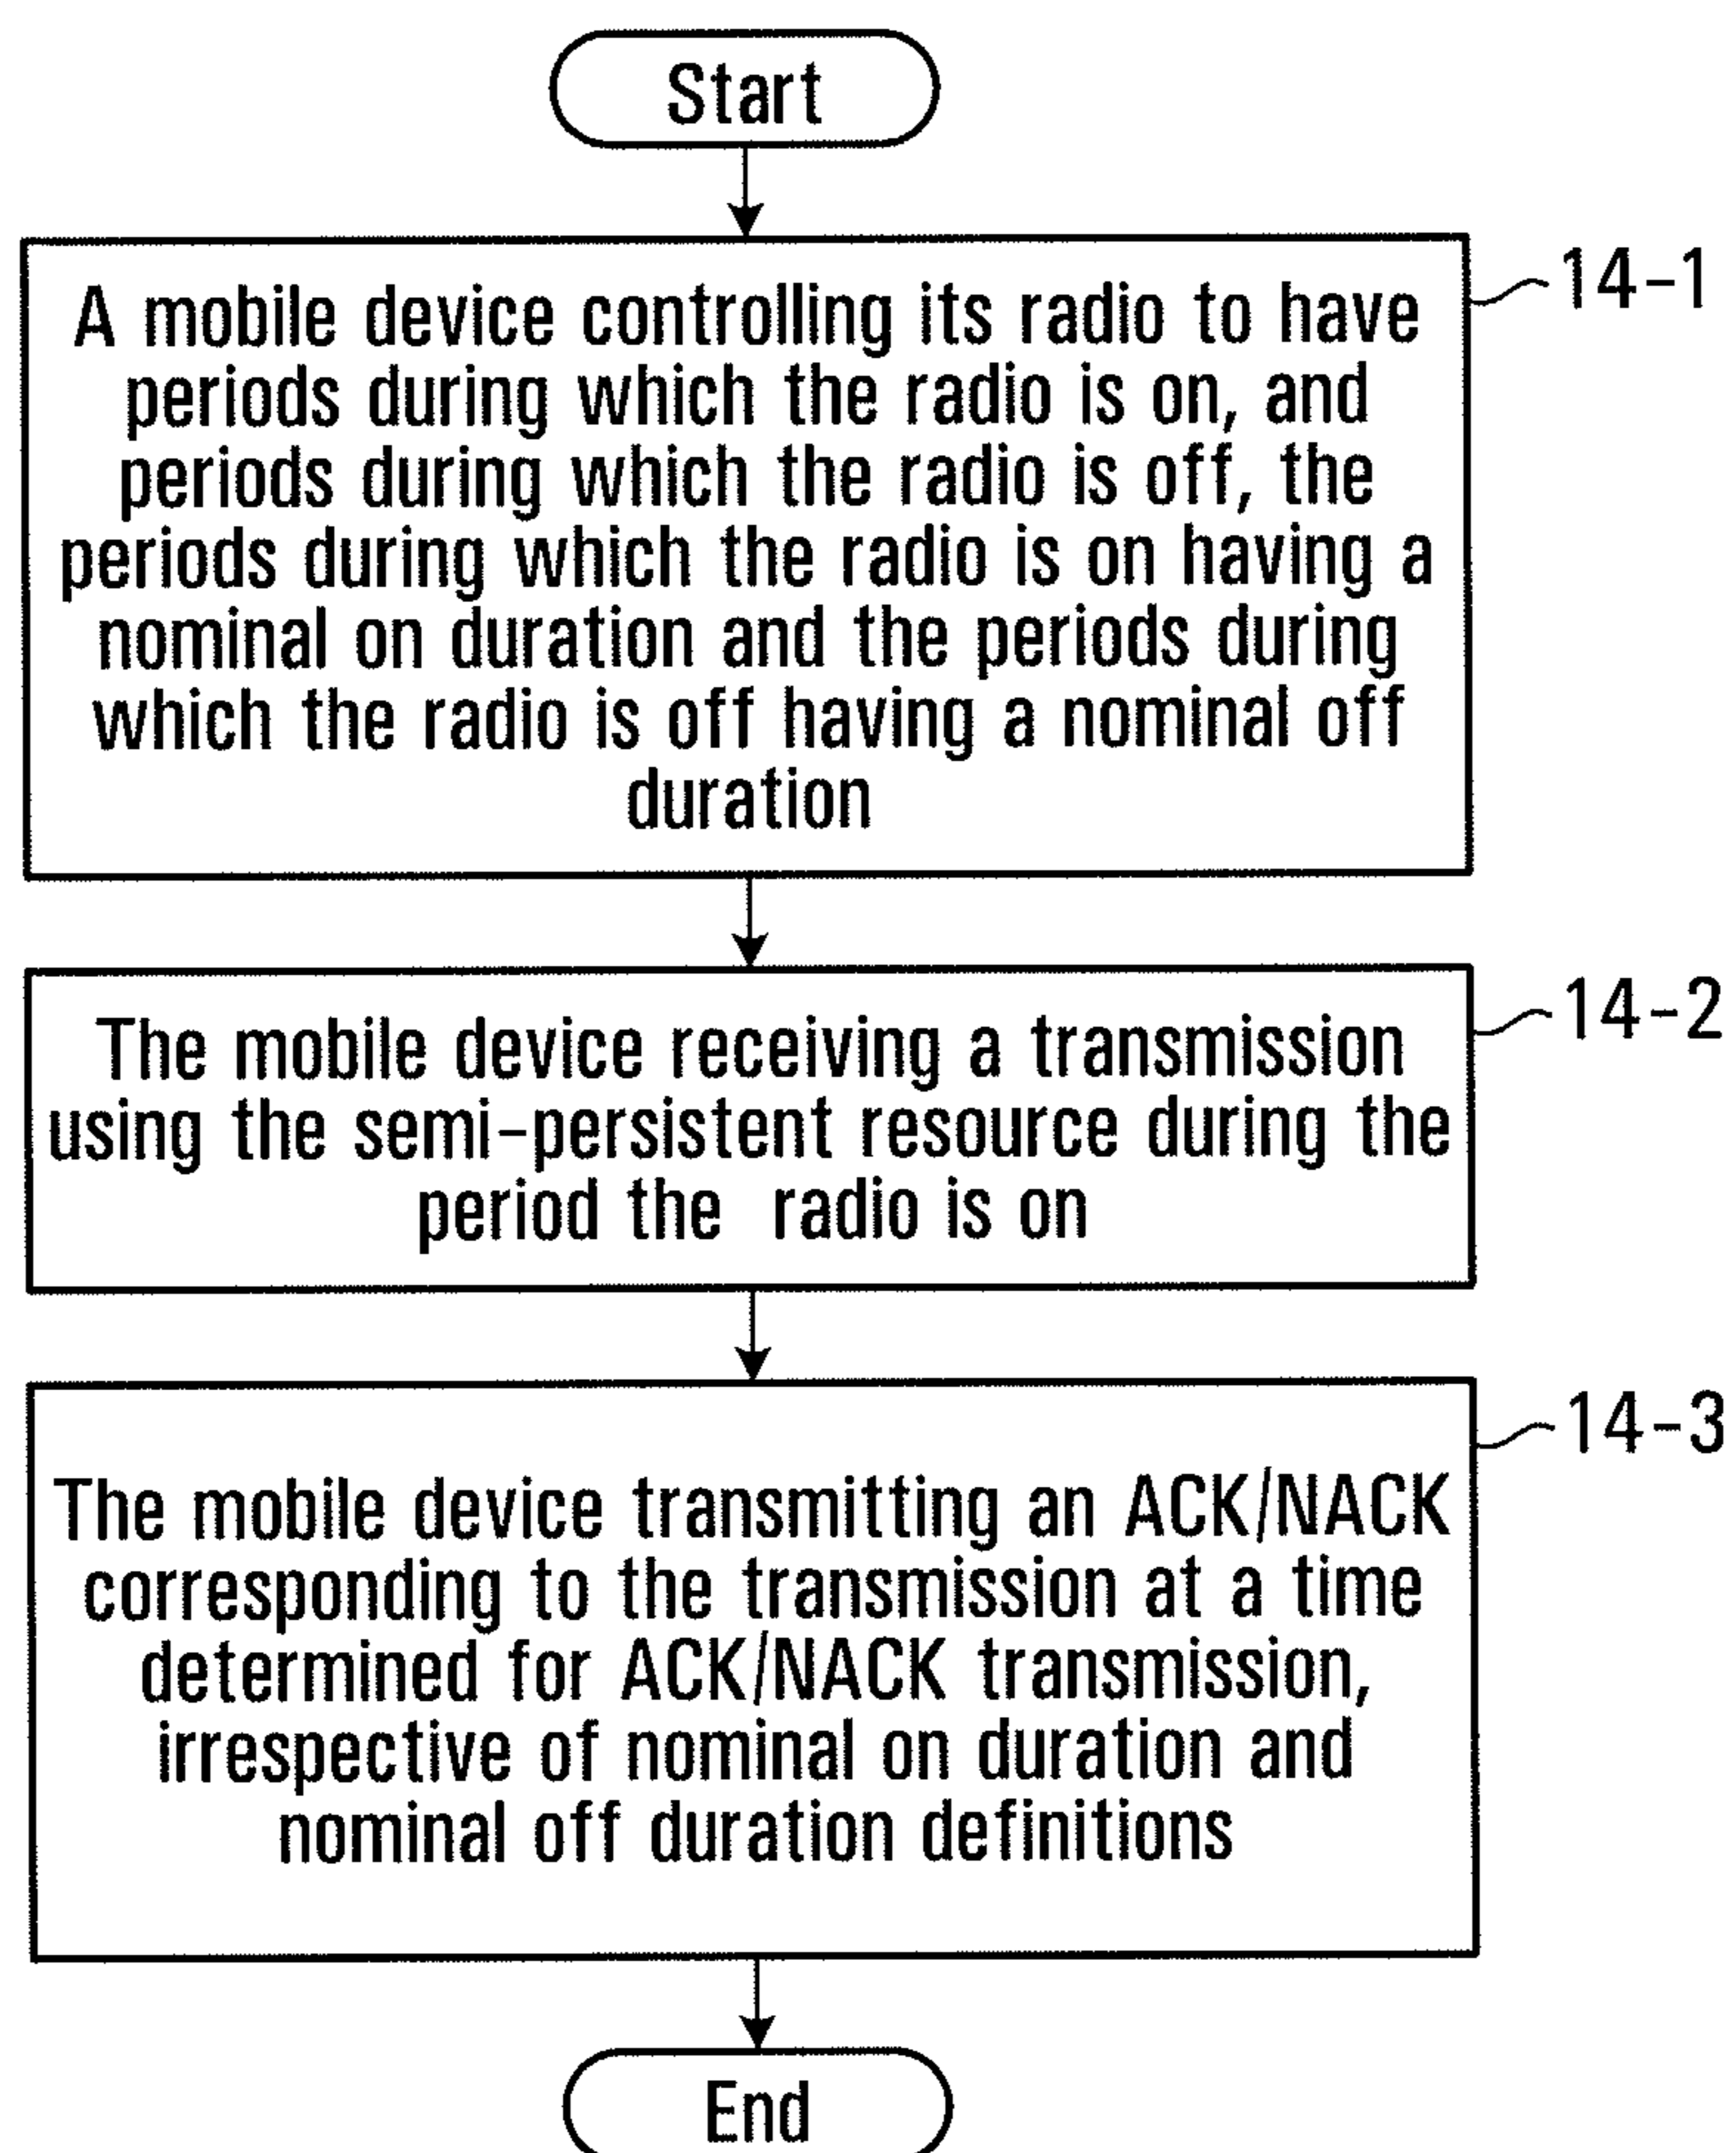 Start
14-1
A mobile device controlling its radio to have
periods during which the radio is on, and
periods during which the radio is off, the
periods during which the radio is on having a
nominal on duration and the periods during
which the radio is off having a nominal off
duration
14-2
The mobile device receiving a transmission
using the semi-persistent resource during the
period the radio is on
14-3
The mobile device transmitting an ACK/NACK
corresponding to the transmission at a time
determined for ACK/NACK transmission,
irrespective of nominal on duration and
nominal off duration definitions
End